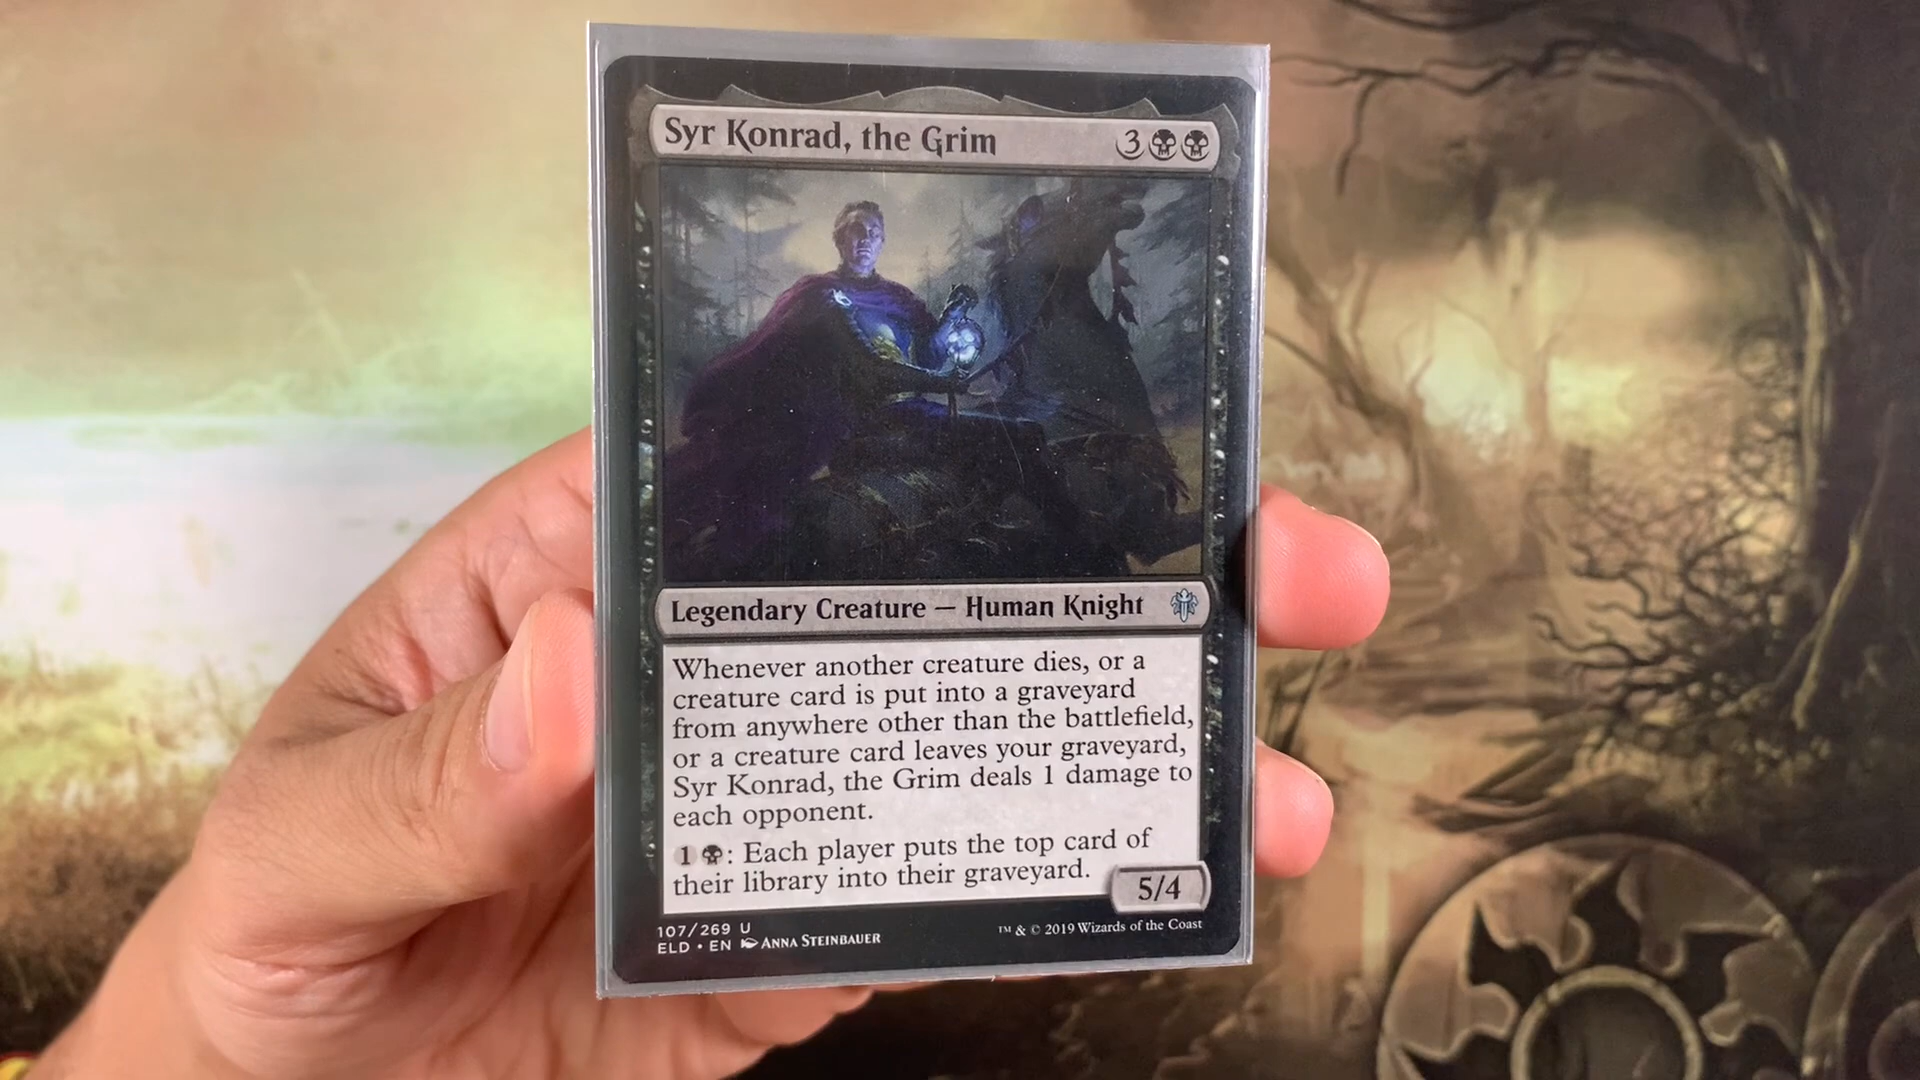 Syr Konrad, the Grim 3
Legendary Creature — Human Knight
Whenever another creature dies, or a
creature card is put into a graveyard
from anywhere other than the battlefield,
or a creature card leaves your graveyard,
Syr Konrad, the Grim deals 1 damage to
each opponent.
1 : Each player puts the top card of
their library into their graveyard.
5/4
107/269 U
ELD • EN ANNA STEINBAUER
™ & © 2019 Wizards of the Coast